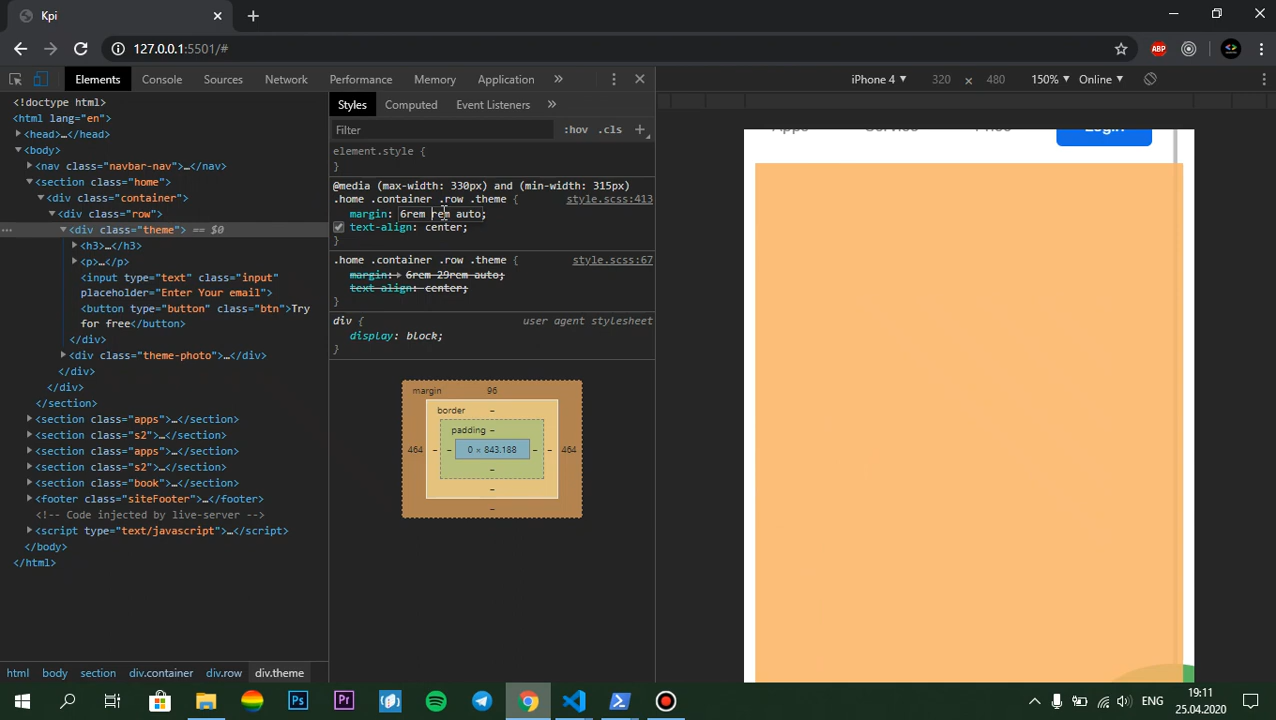 Kpi
127.0.0.1:5501/#
ABP
Elements Console Sources Network Performance Memory Application »
iPhone 4 320 × 480 150% Online
<!doctype html>
<html lang="en">
<head>…</head>
<body>
<nav class="navbar-nav">…</nav>
<section class="home">
<div class="container">
<div class="row">
<div class="theme"> == $0
<h3>…</h3>
<p>…</p>
<input type="text" class="input"
placeholder="Enter Your email">
<button type="button" class="btn">Try
for free</button>
</div>
<div class="theme-photo">…</div>
</div>
</div>
</section>
<section class="apps">…</section>
<section class="s2">…</section>
<section class="apps">…</section>
<section class="s2">…</section>
<section class="book">…</section>
<footer class="siteFooter">…</footer>
<!-- Code injected by live-server -->
<script type="text/javascript">…</script>
</body>
</html>
html body section div.container div.row div.theme
Styles Computed Event Listeners »
Filter :hov .cls +
element.style {
}
@media (max-width: 330px) and (min-width: 315px)
.home .container .row .theme { style.scss:413
margin: 6rem rem auto;
text-align: center;
}
.home .container .row .theme { style.scss:67
margin: 6rem 29rem auto;
text-align: center;
}
div { user agent stylesheet
display: block;
}
margin 96
border –
padding –
464 – – 0 × 843.188 – – 464
–
–
–
Apps Service Price Login
Ps Pr
ENG 19:11
25.04.2020